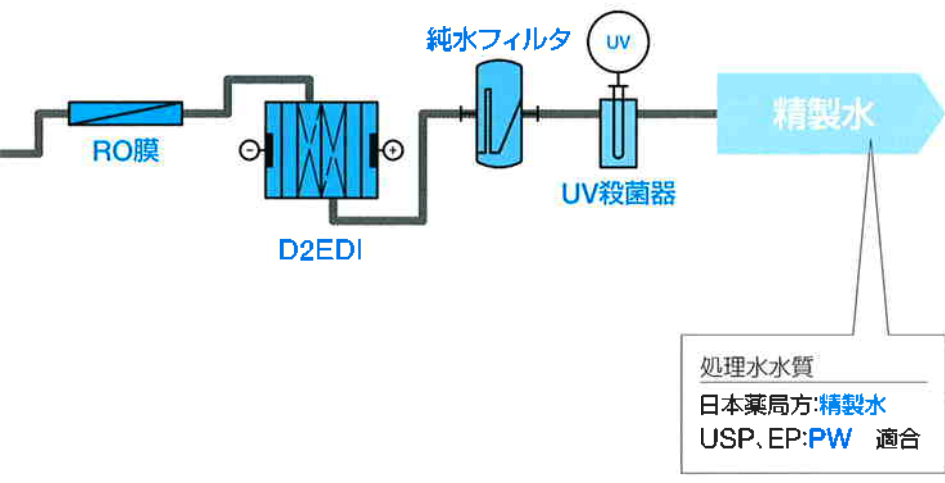 純水フィルタ
UV
RO膜
− +
D2EDI
UV殺菌器
精製水
処理水水質
日本薬局方:精製水
USP、EP:PW 適合